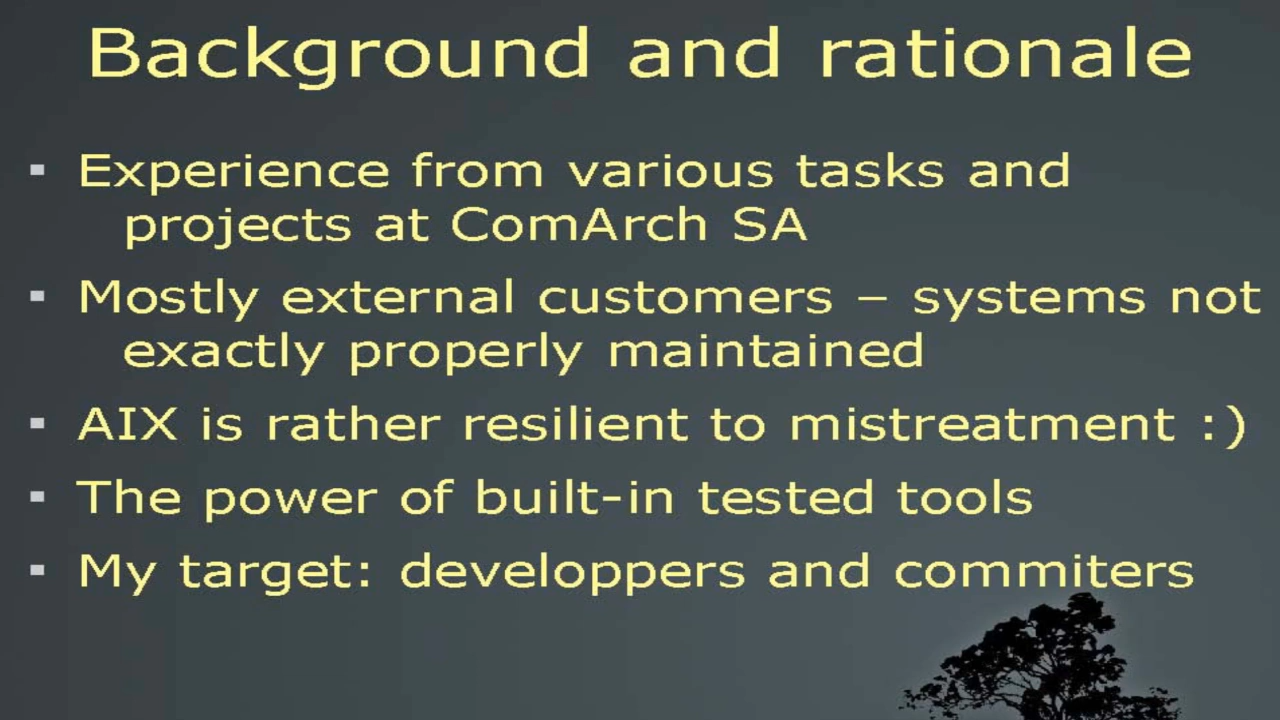 Background and rationale
▪ Experience from various tasks and
projects at ComArch SA
▪ Mostly external customers – systems not
exactly properly maintained
▪ AIX is rather resilient to mistreatment :)
▪ The power of built-in tested tools
▪ My target: developpers and commiters